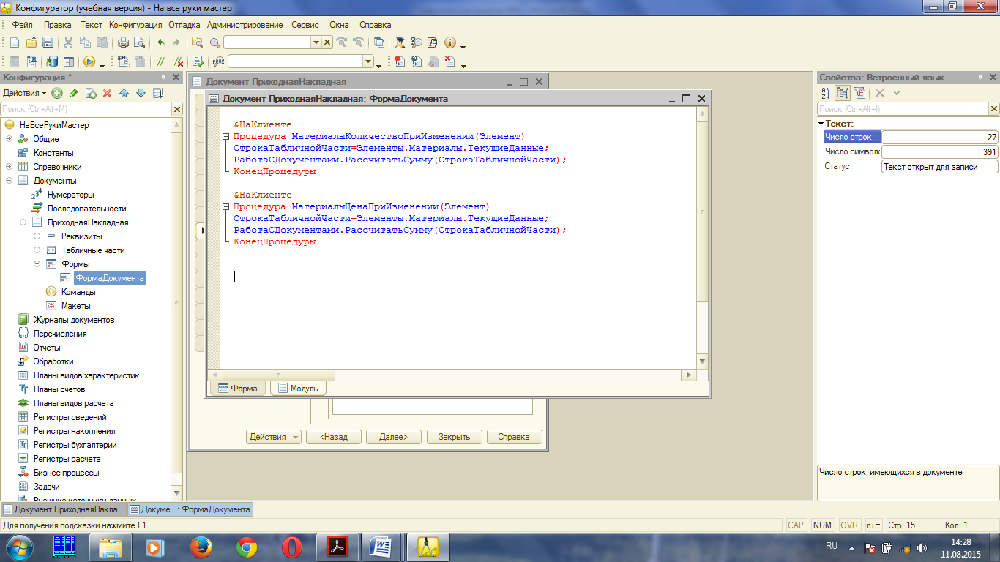 Конфигуратор (учебная версия) - На все руки мастер
Файл Правка Текст Конфигурация Отладка Администрирование Сервис Окна Справка
Конфигурация *
Действия
Поиск (Ctrl+Alt+M)
НаВсеРукиМастер
Общие
Константы
Справочники
Документы
Нумераторы
Последовательности
ПриходнаяНакладная
Реквизиты
Табличные части
Формы
ФормаДокумента
Команды
Макеты
Журналы документов
Перечисления
Отчеты
Обработки
Планы видов характеристик
Планы счетов
Планы видов расчета
Регистры сведений
Регистры накопления
Регистры бухгалтерии
Регистры расчета
Бизнес-процессы
Задачи
Внешние источники данных
Документ ПриходнаяНакладная
Документ ПриходнаяНакладная: ФормаДокумента
&НаКлиенте
Процедура МатериалыКоличествоПриИзменении(Элемент)
СтрокаТабличнойЧасти=Элементы.Материалы.ТекущиеДанные;
РаботаСДокументами.РассчитатьСумму(СтрокаТабличнойЧасти);
КонецПроцедуры
&НаКлиенте
Процедура МатериалыЦенаПриИзменении(Элемент)
СтрокаТабличнойЧасти=Элементы.Материалы.ТекущиеДанные;
РаботаСДокументами.РассчитатьСумму(СтрокаТабличнойЧасти);
КонецПроцедуры
Форма Модуль
Действия <Назад Далее> Закрыть Справка
Свойства: Встроенный язык
Поиск (Ctrl+Alt+I)
Текст:
Число строк: 27
Число символо 391
Статус: Текст открыт для записи
Число строк, имеющихся в документе
Документ ПриходнаяНакла... Докуме...: ФормаДокумента
Для получения подсказки нажмите F1
CAP NUM OVR ru Стр: 15 Кол: 1
RU 14:28
11.08.2015